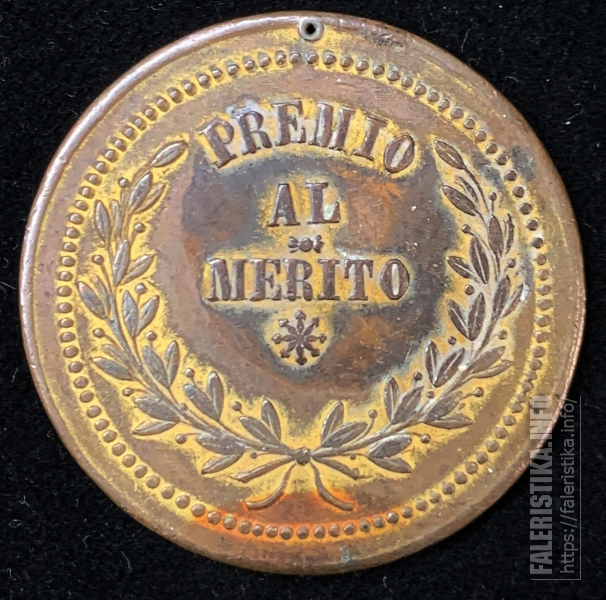 PREMIO
AL
MERITO
FALERISTIKA.INFO
https://faleristika.info/